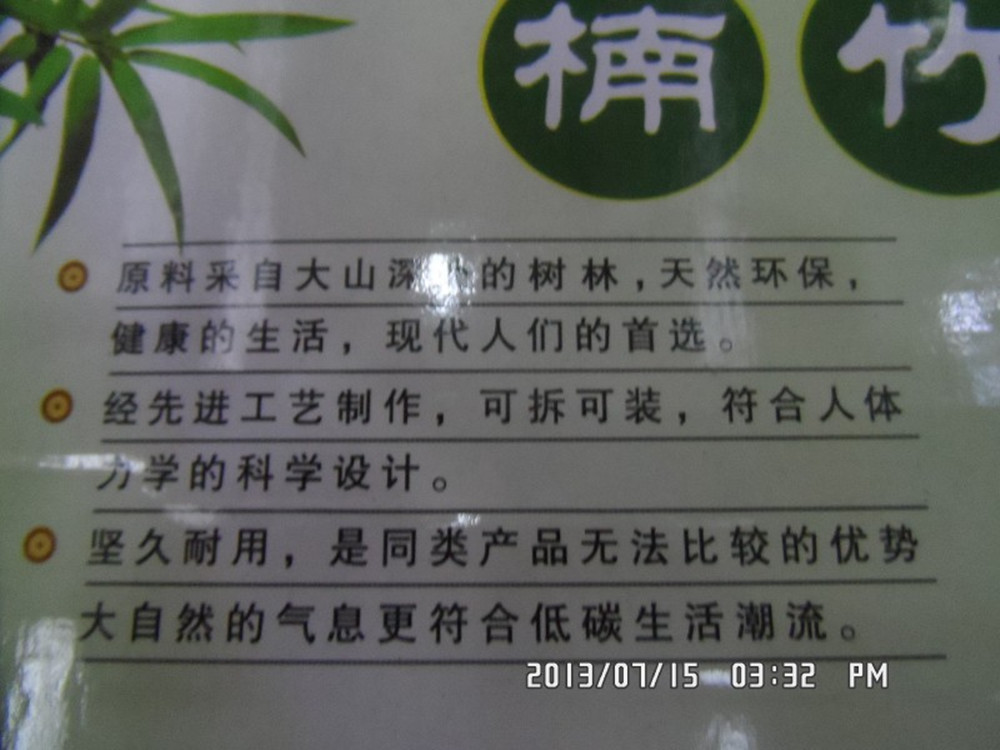 楠竹
原料采自大山深的树林，天然环保，
健康的生活，现代人们的首选。
经先进工艺制作，可拆可装，符合人体
力学的科学设计。
坚久耐用，是同类产品无法比较的优势
大自然的气息更符合低碳生活潮流。
2013/07/15 03:32 PM